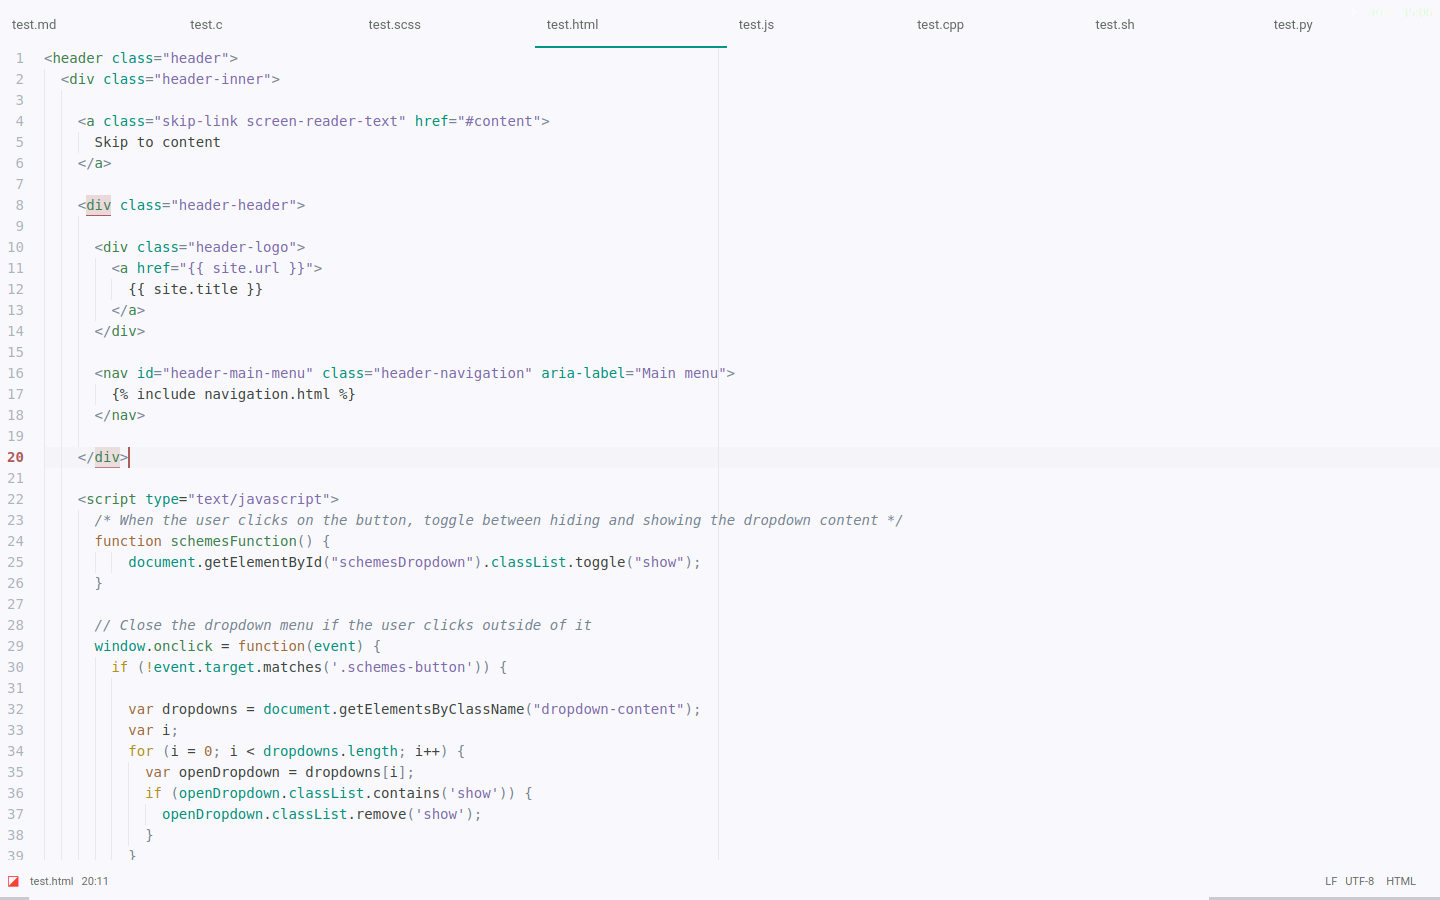 test.md test.c test.scss test.html test.js test.cpp test.sh test.py
1 <header class="header">
2 <div class="header-inner">
3
4 <a class="skip-link screen-reader-text" href="#content">
5 Skip to content
6 </a>
7
8 <div class="header-header">
9
10 <div class="header-logo">
11 <a href="{{ site.url }}">
12 {{ site.title }}
13 </a>
14 </div>
15
16 <nav id="header-main-menu" class="header-navigation" aria-label="Main menu">
17 {% include navigation.html %}
18 </nav>
19
20 </div>
21
22 <script type="text/javascript">
23 /* When the user clicks on the button, toggle between hiding and showing the dropdown content */
24 function schemesFunction() {
25 document.getElementById("schemesDropdown").classList.toggle("show");
26 }
27
28 // Close the dropdown menu if the user clicks outside of it
29 window.onclick = function(event) {
30 if (!event.target.matches('.schemes-button')) {
31
32 var dropdowns = document.getElementsByClassName("dropdown-content");
33 var i;
34 for (i = 0; i < dropdowns.length; i++) {
35 var openDropdown = dropdowns[i];
36 if (openDropdown.classList.contains('show')) {
37 openDropdown.classList.remove('show');
38 }
39 }
test.html 20:11 LF UTF-8 HTML